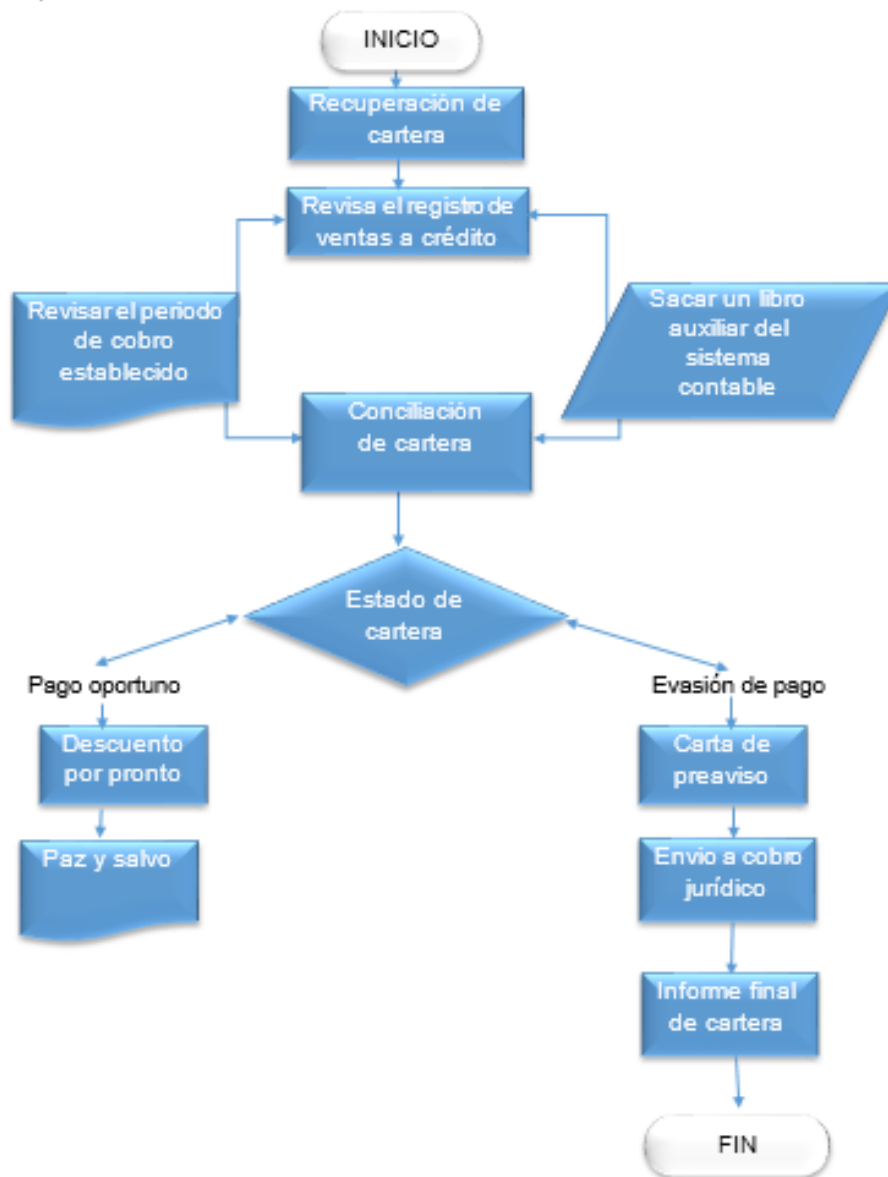 INICIO
Recuperación de
cartera
Revisa el registro de
ventas a crédito
Revisar el periodo
de cobro
establecido
Sacar un libro
auxiliar del
sistema
contable
Conciliación
de cartera
Estado de
cartera
Pago oportuno
Evasión de pago
Descuento
por pronto
Carta de
preaviso
Paz y salvo
Envio a cobro
jurídico
Informe final
de cartera
FIN